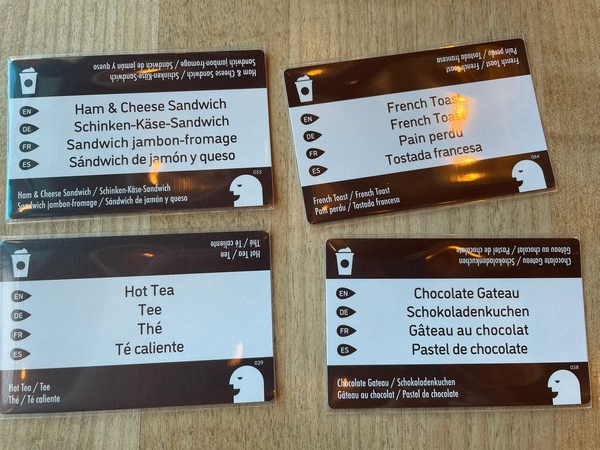 Ham & Cheese Sandwich / Schinken-Käse-Sandwich
Sandwich jambon-fromage / Sándwich de jamón y queso
EN Ham & Cheese Sandwich
DE Schinken-Käse-Sandwich
FR Sandwich jambon-fromage
ES Sándwich de jamón y queso
055
Ham & Cheese Sandwich / Schinken-Käse-Sandwich
Sandwich jambon-fromage / Sándwich de jamón y queso
French Toast / French Toast
Pain perdu / Tostada francesa
EN French Toast
DE French Toast
FR Pain perdu
ES Tostada francesa
064
French Toast / French Toast
Pain perdu / Tostada francesa
Hot Tea / Tee
Thé / Té caliente
EN Hot Tea
DE Tee
FR Thé
ES Té caliente
029
Hot Tea / Tee
Thé / Té caliente
Chocolate Gateau / Schokoladenkuchen
Gâteau au chocolat / Pastel de chocolate
EN Chocolate Gateau
DE Schokoladenkuchen
FR Gâteau au chocolat
ES Pastel de chocolate
038
Chocolate Gateau / Schokoladenkuchen
Gâteau au chocolat / Pastel de chocolate